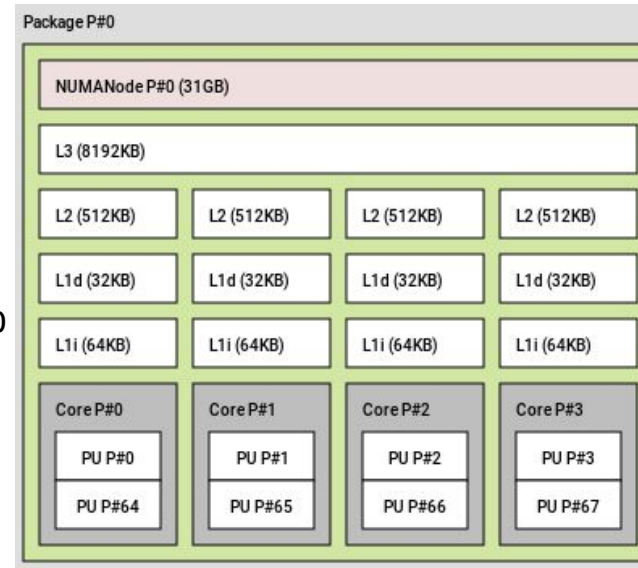 Package P#0
NUMANode P#0 (31GB)
L3 (8192KB)
L2 (512KB) L2 (512KB) L2 (512KB) L2 (512KB)
L1d (32KB) L1d (32KB) L1d (32KB) L1d (32KB)
L1i (64KB) L1i (64KB) L1i (64KB) L1i (64KB)
Core P#0 Core P#1 Core P#2 Core P#3
PU P#0 PU P#1 PU P#2 PU P#3
PU P#64 PU P#65 PU P#66 PU P#67